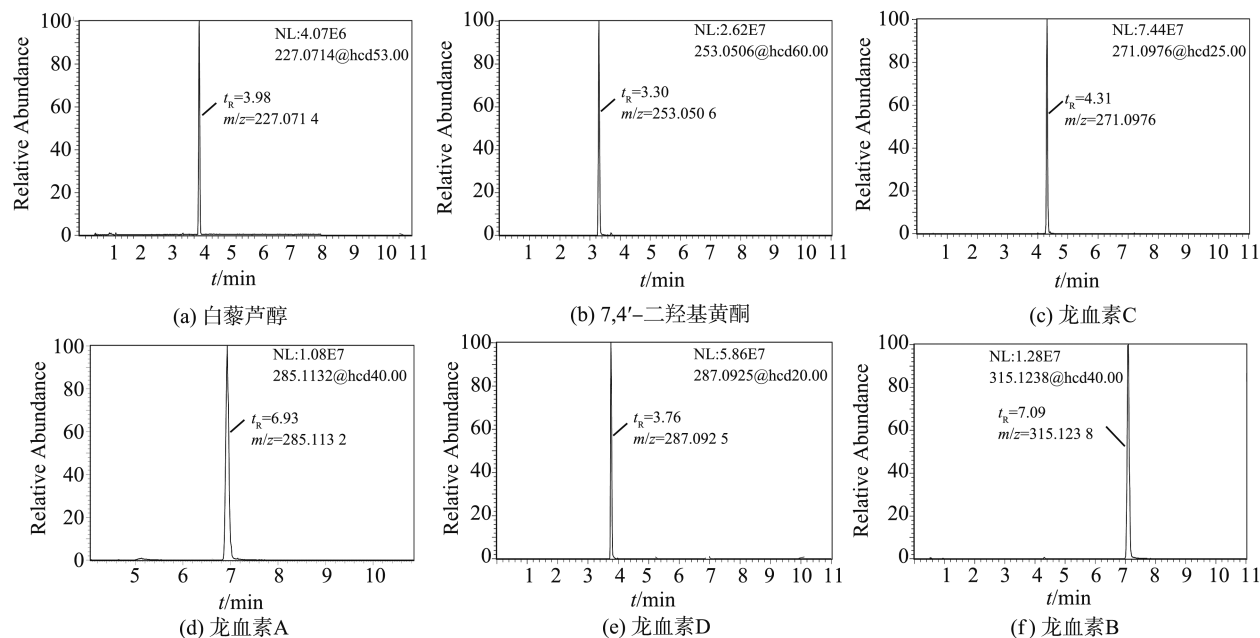 Relative Abundance
100
80
60
40
20
0
NL:4.07E6
227.0714@hcd53.00
tR=3.98
m/z=227.071 4
1 2 3 4 5 6 7 8 9 10 11
t/min
(a) 白藜芦醇
Relative Abundance
100
80
60
40
20
0
NL:2.62E7
253.0506@hcd60.00
tR=3.30
m/z=253.050 6
1 2 3 4 5 6 7 8 9 10 11
t/min
(b) 7,4′–二羟基黄酮
Relative Abundance
100
80
60
40
20
0
NL:7.44E7
271.0976@hcd25.00
tR=4.31
m/z=271.0976
1 2 3 4 5 6 7 8 9 10 11
t/min
(c) 龙血素C
Relative Abundance
100
80
60
40
20
0
NL:1.08E7
285.1132@hcd40.00
tR=6.93
m/z=285.113 2
5 6 7 8 9 10
t/min
(d) 龙血素A
Relative Abundance
100
80
60
40
20
0
NL:5.86E7
287.0925@hcd20.00
tR=3.76
m/z=287.092 5
1 2 3 4 5 6 7 8 9 10 11
t/min
(e) 龙血素D
Relative Abundance
100
80
60
40
20
0
NL:1.28E7
315.1238@hcd40.00
tR=7.09
m/z=315.123 8
1 2 3 4 5 6 7 8 9 10 11
t/min
(f) 龙血素B